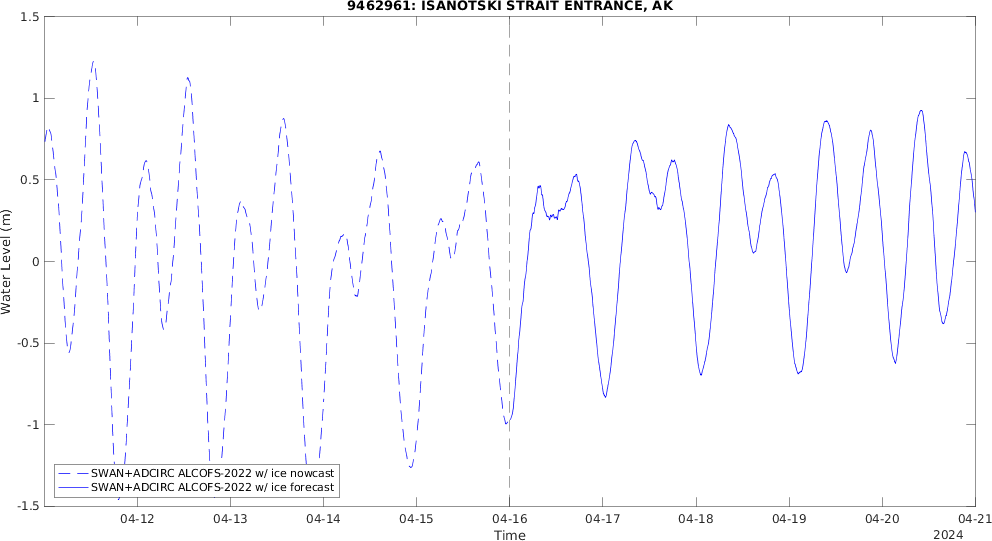 9462961: ISANOTSKI STRAIT ENTRANCE, AK
Water Level (m)
1.5
1
0.5
0
-0.5
-1
-1.5
SWAN+ADCIRC ALCOFS-2022 w/ ice nowcast
SWAN+ADCIRC ALCOFS-2022 w/ ice forecast
04-12 04-13 04-14 04-15 04-16 04-17 04-18 04-19 04-20 04-21
Time
2024